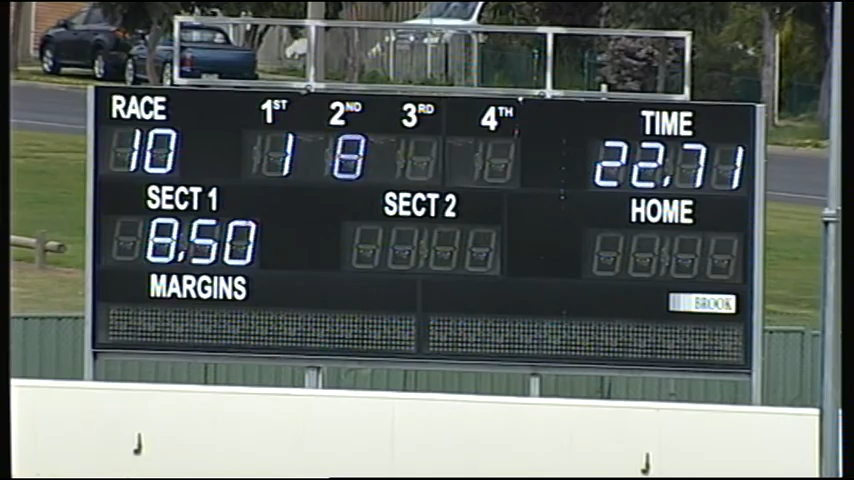 RACE 1ST 2ND 3RD 4TH TIME
10 1 8 22.71
SECT 1 SECT 2 HOME
8.50
MARGINS
BROOK